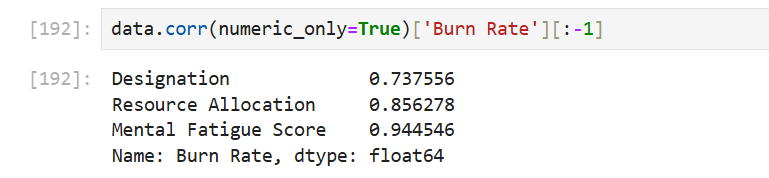 [192]: data.corr(numeric_only=True)['Burn Rate'][:-1]
[192]: Designation 0.737556
Resource Allocation 0.856278
Mental Fatigue Score 0.944546
Name: Burn Rate, dtype: float64